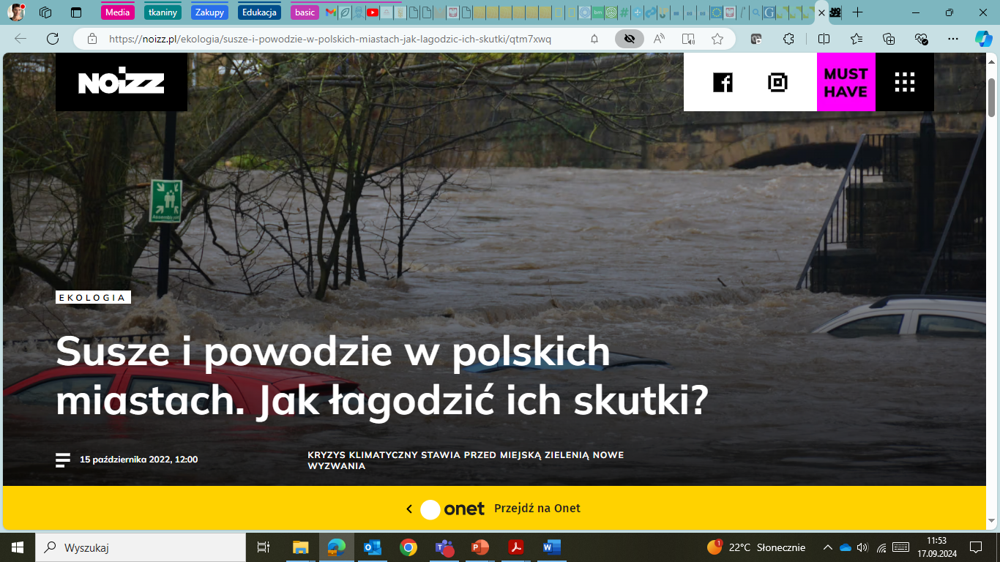 Media
tkaniny
Zakupy
Edukacja
basic
https://noizz.pl/ekologia/susze-i-powodzie-w-polskich-miastach-jak-lagodzic-ich-skutki/qtm7xwq
NOIZZ
MUST
HAVE
EKOLOGIA
Susze i powodzie w polskich
miastach. Jak łagodzić ich skutki?
15 października 2022, 12:00
KRYZYS KLIMATYCZNY STAWIA PRZED MIEJSKĄ ZIELENIĄ NOWE
WYZWANIA
onet Przejdź na Onet
Wyszukaj
22°C Słonecznie
11:53
17.09.2024